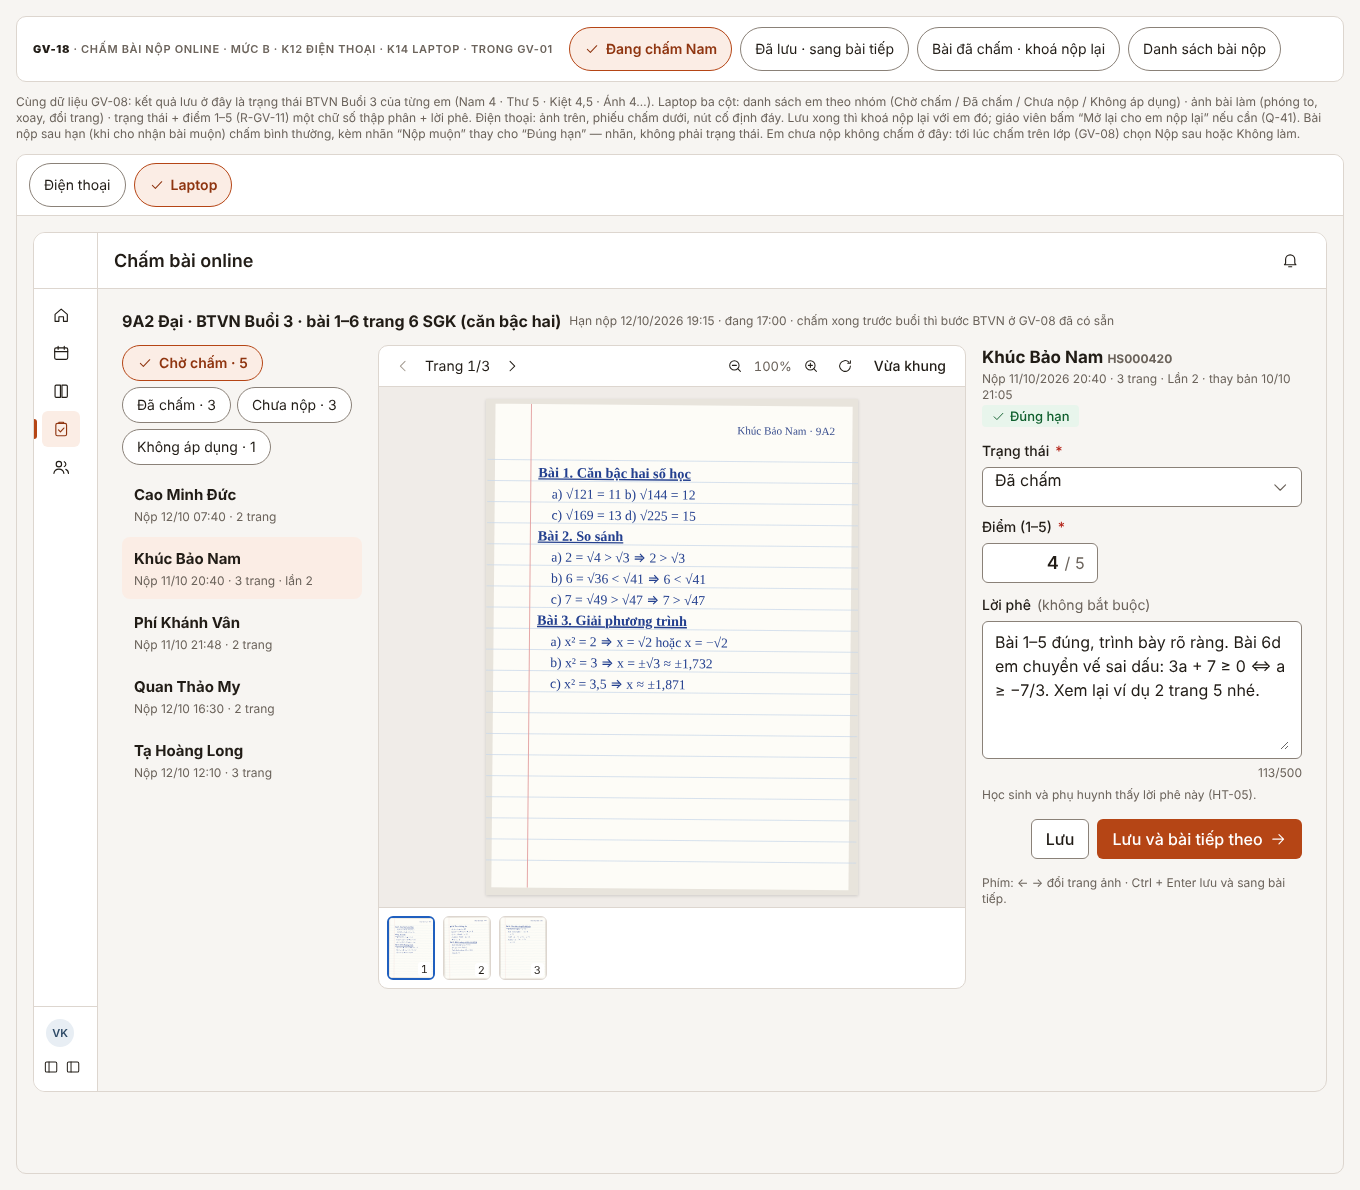 GV-18 · CHẤM BÀI NỘP ONLINE · MỨC B · K12 ĐIỆN THOẠI · K14 LAPTOP · TRONG GV-01
Đang chấm Nam
Đã lưu · sang bài tiếp
Bài đã chấm · khoá nộp lại
Danh sách bài nộp
Cùng dữ liệu GV-08: kết quả lưu ở đây là trạng thái BTVN Buổi 3 của từng em (Nam 4 · Thư 5 · Kiệt 4,5 · Ánh 4…). Laptop ba cột: danh sách em theo nhóm (Chờ chấm / Đã chấm / Chưa nộp / Không áp dụng) · ảnh bài làm (phóng to,
xoay, đổi trang) · trạng thái + điểm 1–5 (R-GV-11) một chữ số thập phân + lời phê. Điện thoại: ảnh trên, phiếu chấm dưới, nút cố định đáy. Lưu xong thì khoá nộp lại với em đó; giáo viên bấm “Mở lại cho em nộp lại” nếu cần (Q-41). Bài
nộp sau hạn (khi cho nhận bài muộn) chấm bình thường, kèm nhãn “Nộp muộn” thay cho “Đúng hạn” — nhãn, không phải trạng thái. Em chưa nộp không chấm ở đây: tới lúc chấm trên lớp (GV-08) chọn Nộp sau hoặc Không làm.
Điện thoại
Laptop
Chấm bài online
9A2 Đại · BTVN Buổi 3 · bài 1–6 trang 6 SGK (căn bậc hai)
Hạn nộp 12/10/2026 19:15 · đang 17:00 · chấm xong trước buổi thì bước BTVN ở GV-08 đã có sẵn
Chờ chấm · 5
Đã chấm · 3
Chưa nộp · 3
Không áp dụng · 1
Cao Minh Đức
Nộp 12/10 07:40 · 2 trang
Khúc Bảo Nam
Nộp 11/10 20:40 · 3 trang · lần 2
Phí Khánh Vân
Nộp 11/10 21:48 · 2 trang
Quan Thảo My
Nộp 12/10 16:30 · 2 trang
Tạ Hoàng Long
Nộp 12/10 12:10 · 3 trang
Trang 1/3
100%
Vừa khung
Khúc Bảo Nam · 9A2
Bài 1. Căn bậc hai số học
a) √121 = 11 b) √144 = 12
c) √169 = 13 d) √225 = 15
Bài 2. So sánh
a) 2 = √4 > √3 ⇒ 2 > √3
b) 6 = √36 < √41 ⇒ 6 < √41
c) 7 = √49 > √47 ⇒ 7 > √47
Bài 3. Giải phương trình
a) x² = 2 ⇒ x = √2 hoặc x = −√2
b) x² = 3 ⇒ x = ±√3 ≈ ±1,732
c) x² = 3,5 ⇒ x ≈ ±1,871
1
2
3
Khúc Bảo Nam HS000420
Nộp 11/10/2026 20:40 · 3 trang · Lần 2 · thay bản 10/10
21:05
Đúng hạn
Trạng thái *
Đã chấm
Điểm (1–5) *
4 / 5
Lời phê (không bắt buộc)
Bài 1–5 đúng, trình bày rõ ràng. Bài 6d
em chuyển vế sai dấu: 3a + 7 ≥ 0 ⇔ a
≥ −7/3. Xem lại ví dụ 2 trang 5 nhé.
113/500
Học sinh và phụ huynh thấy lời phê này (HT-05).
Lưu
Lưu và bài tiếp theo →
Phím: ← → đổi trang ảnh · Ctrl + Enter lưu và sang bài
tiếp.
VK